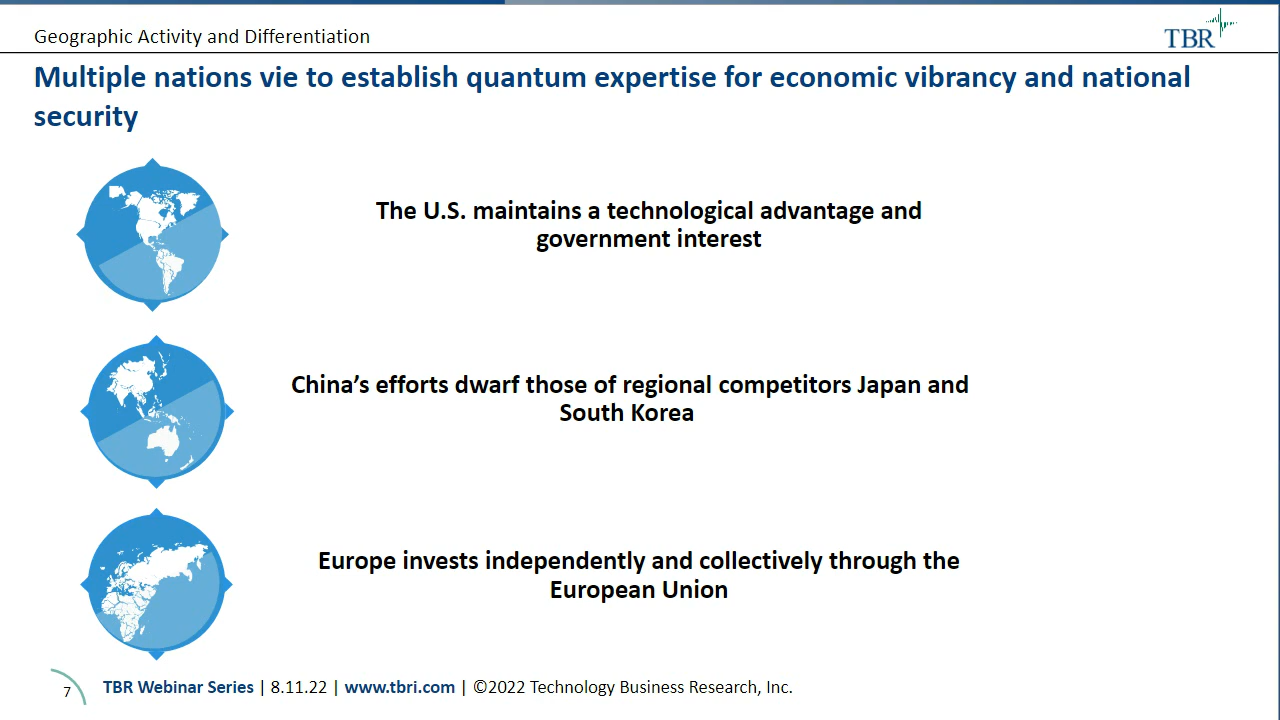 Geographic Activity and Differentiation
TBR
Multiple nations vie to establish quantum expertise for economic vibrancy and national
security
The U.S. maintains a technological advantage and
government interest
China’s efforts dwarf those of regional competitors Japan and
South Korea
Europe invests independently and collectively through the
European Union
7
TBR Webinar Series | 8.11.22 | www.tbri.com | ©2022 Technology Business Research, Inc.